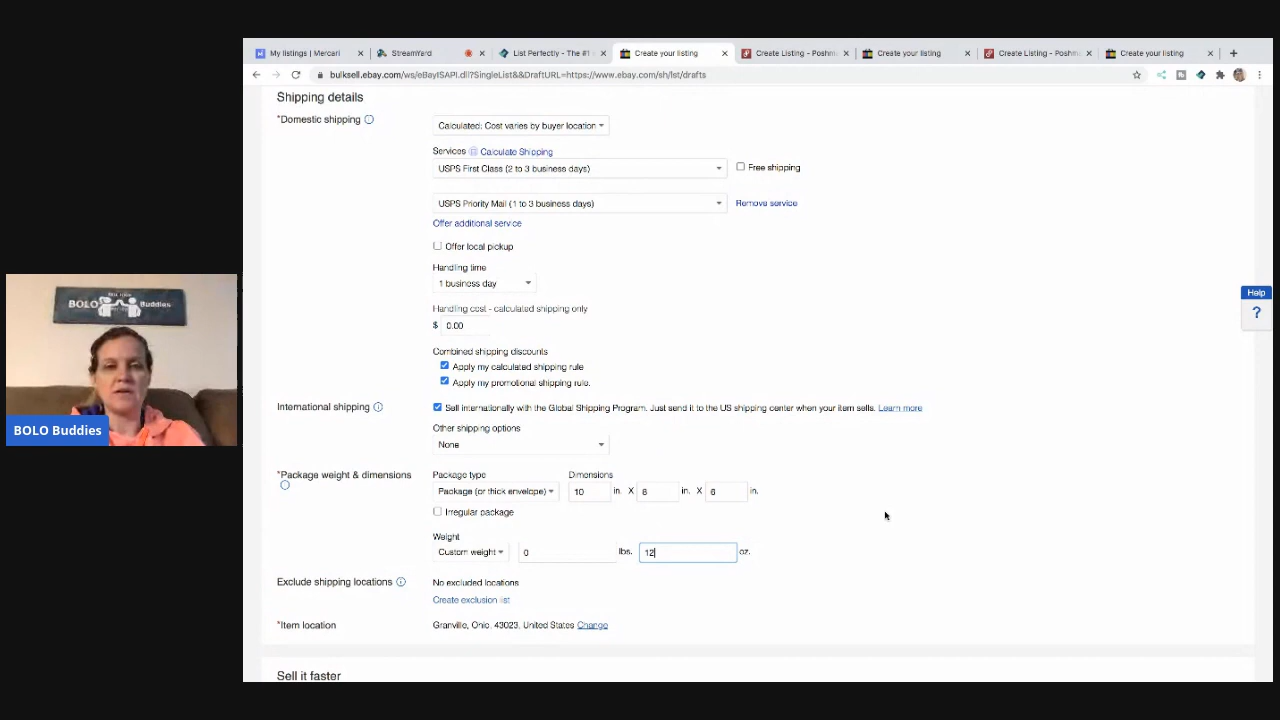 My listings | Mercari
StreamYard
List Perfectly - The #1
Create your listing
Create Listing - Poshm
Create your listing
Create Listing - Poshm
Create your listing
bulksell.ebay.com/ws/eBayISAPI.dll?SingleList&&DraftURL=https://www.ebay.com/sh/lst/drafts
Shipping details
*Domestic shipping
Calculated: Cost varies by buyer location
Services Calculate Shipping
USPS First Class (2 to 3 business days)
Free shipping
USPS Priority Mail (1 to 3 business days)
Remove service
Offer additional service
Offer local pickup
Handling time
1 business day
Handling cost - calculated shipping only
$ 0.00
Combined shipping discounts
Apply my calculated shipping rule
Apply my promotional shipping rule.
International shipping
Sell internationally with the Global Shipping Program. Just send it to the US shipping center when your item sells. Learn more
Other shipping options
None
*Package weight & dimensions
Package type
Dimensions
Package (or thick envelope)
10 in. X 6 in. X 6 in.
Irregular package
Weight
Custom weight
0 lbs. 12 oz.
Exclude shipping locations
No excluded locations
Create exclusion list
*Item location
Granville, Ohio, 43023, United States Change
Sell it faster
Help
?
BOLO Buddies
BOLO Buddies